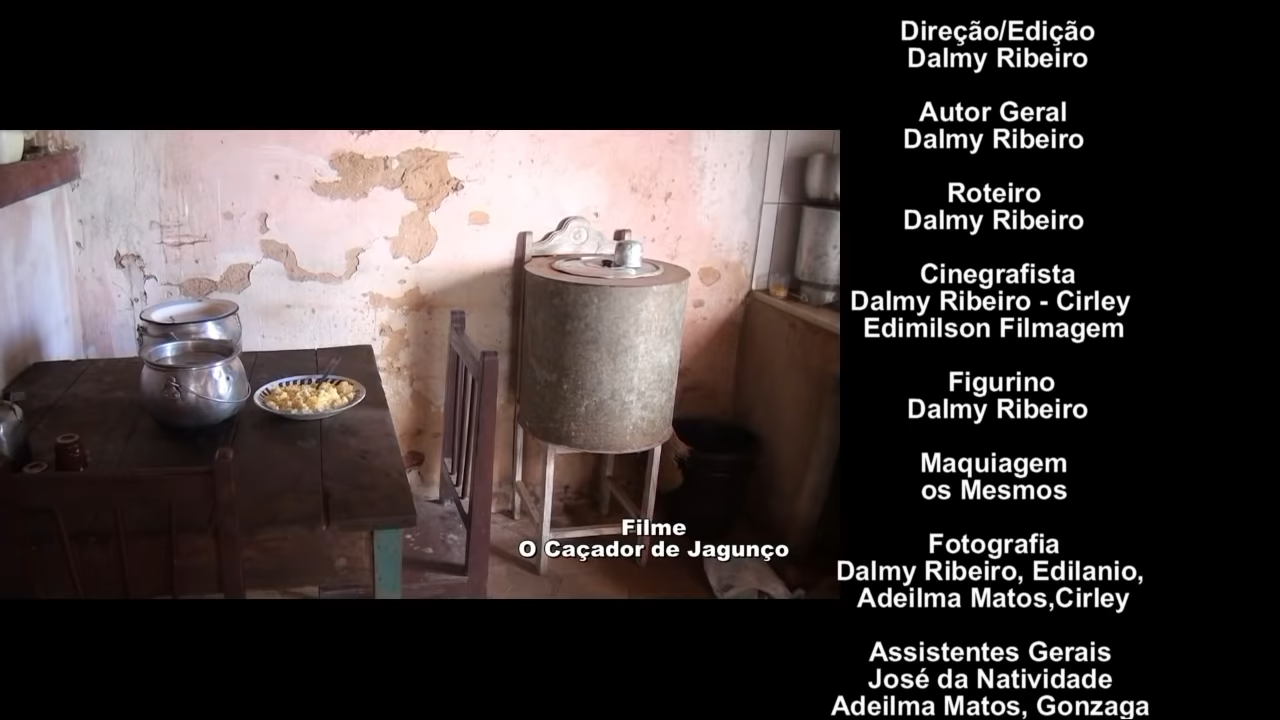 Direção/Edição
Dalmy Ribeiro
Autor Geral
Dalmy Ribeiro
Roteiro
Dalmy Ribeiro
Cinegrafista
Dalmy Ribeiro - Cirley
Edimilson Filmagem
Figurino
Dalmy Ribeiro
Maquiagem
os Mesmos
Fotografia
Dalmy Ribeiro, Edilanio,
Adeilma Matos,Cirley
Assistentes Gerais
José da Natividade
Adeilma Matos, Gonzaga
Filme
O Caçador de Jagunço